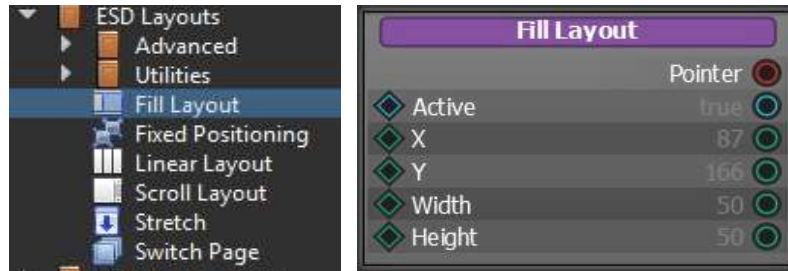 ESD Layouts
Advanced
Utilities
Fill Layout
Fixed Positioning
Linear Layout
Scroll Layout
Stretch
Switch Page
Fill Layout
Pointer
Active true
X 87
Y 166
Width 50
Height 50